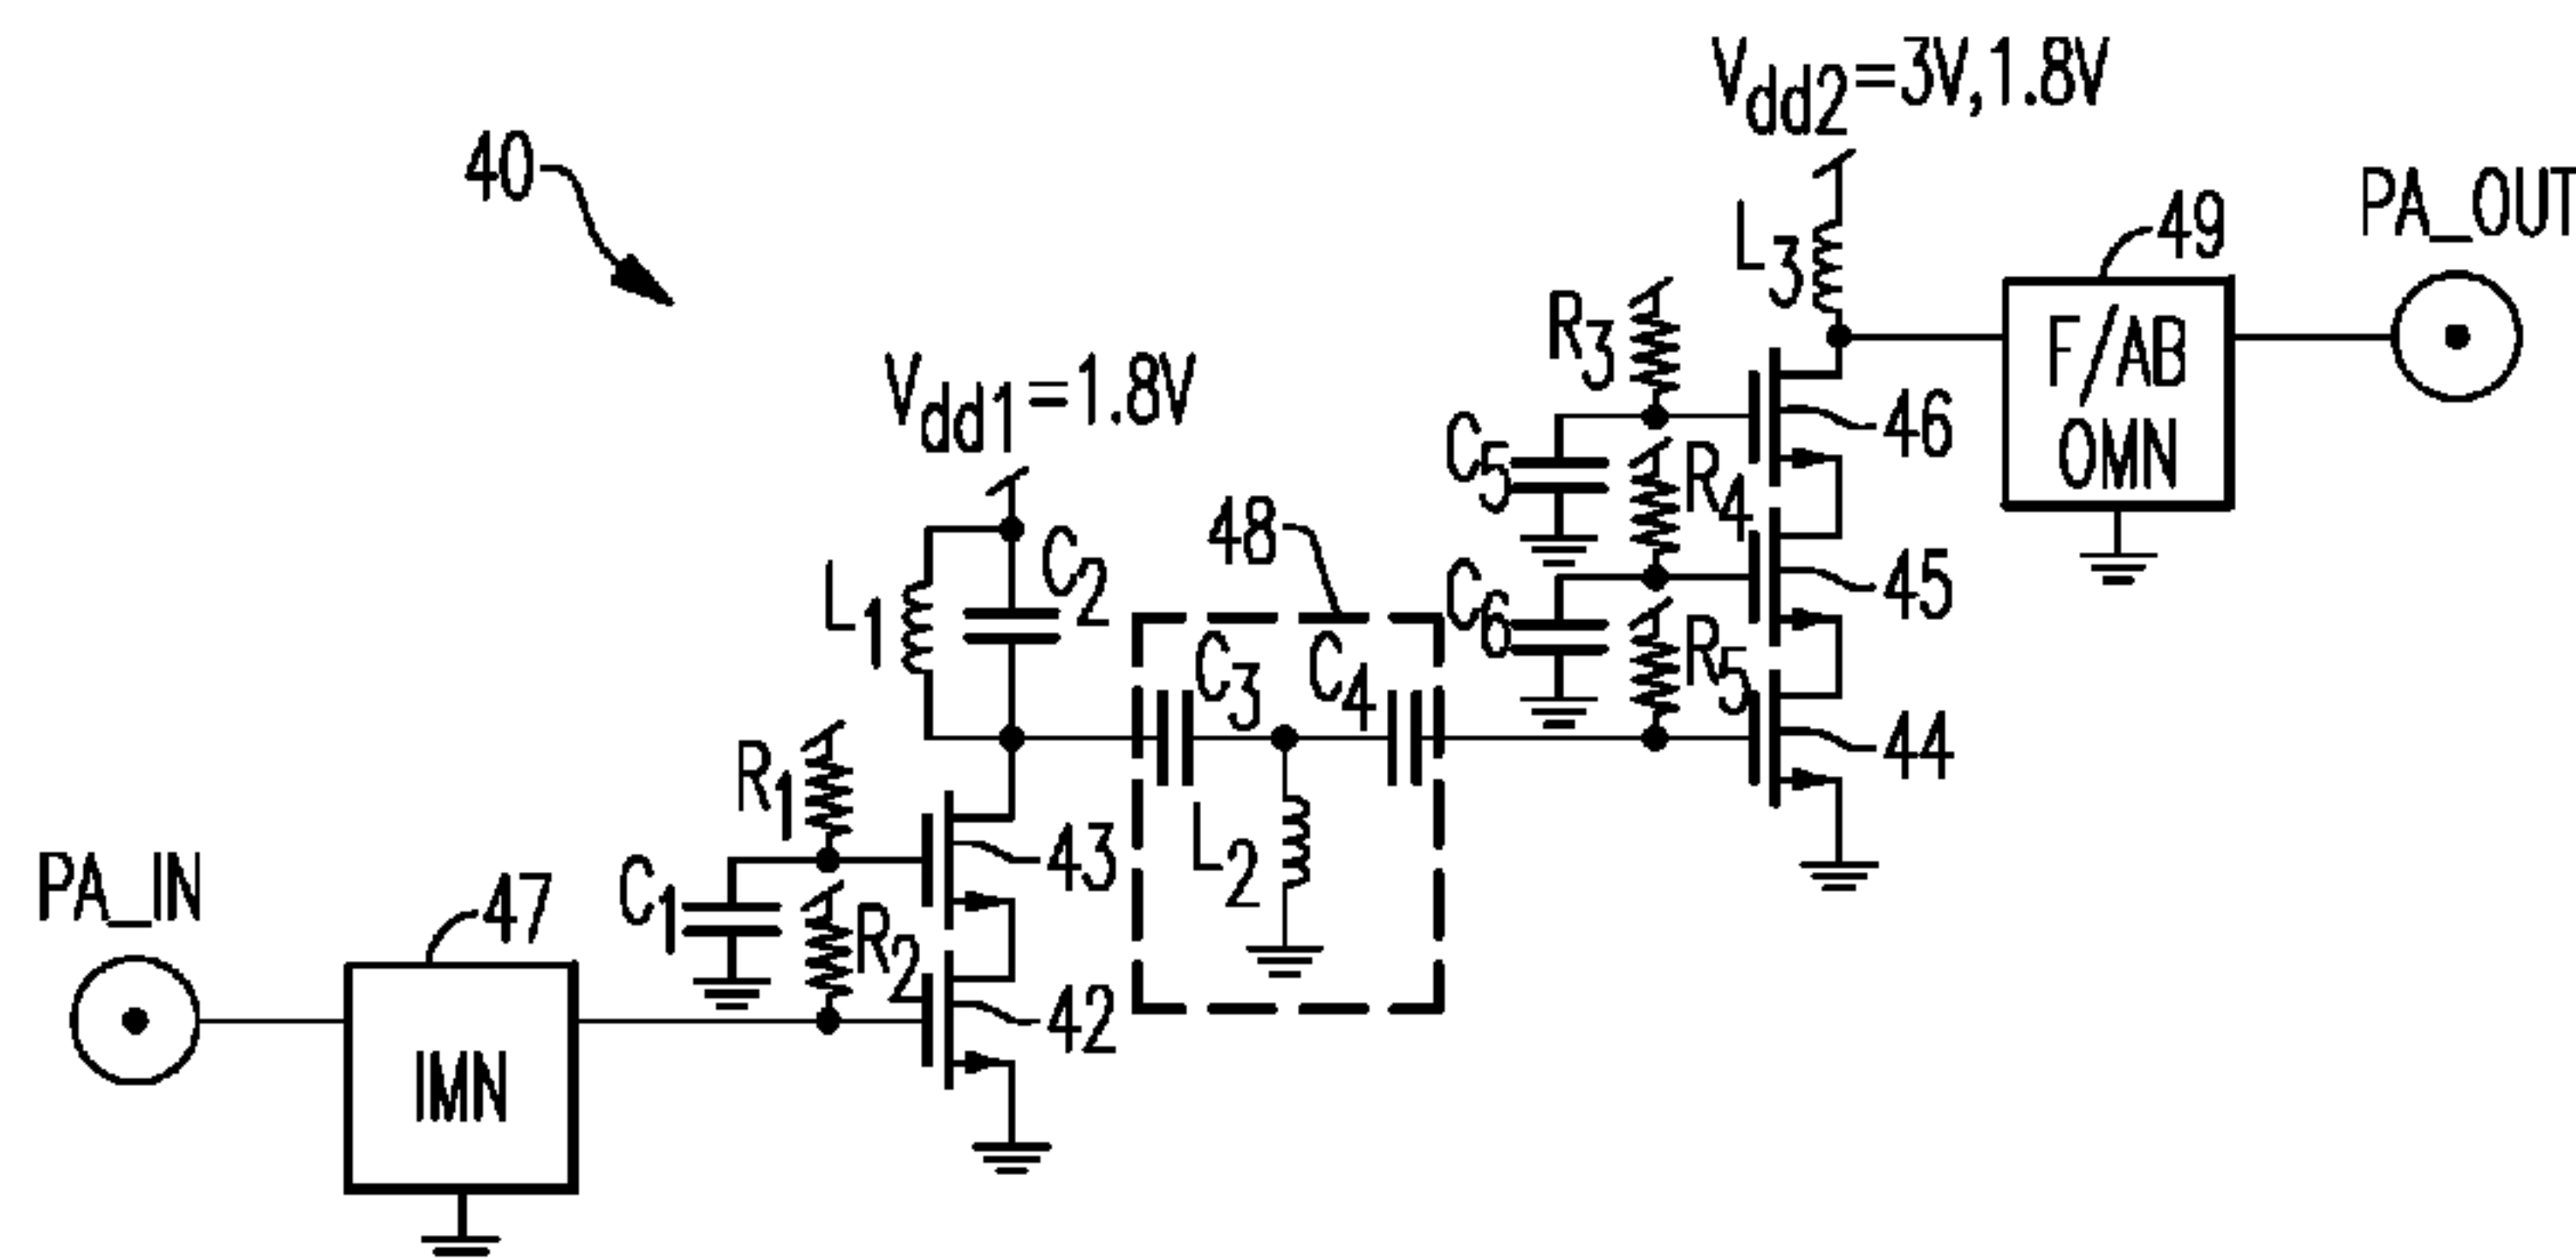 40
Vdd2=3V,1.8V
PA_OUT
49
L3
R3
F/AB
OMN
46
Vdd1=1.8V
C5
R4
48
C2
L1
C6
45
C3
C4
R5
R1
44
L2
43
PA_IN
47
C1
R2
42
IMN